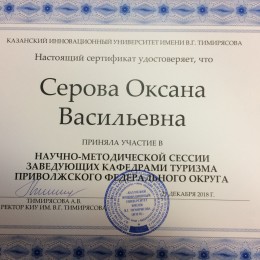 КАЗАНСКИЙ ИННОВАЦИОННЫЙ УНИВЕРСИТЕТ ИМЕНИ В.Г. ТИМИРЯСОВА
Настоящий сертификат удостоверяет, что
Серова Оксана
Васильевна
ПРИНЯЛА УЧАСТИЕ В
НАУЧНО-МЕТОДИЧЕСКОЙ СЕССИИ
ЗАВЕДУЮЩИХ КАФЕДРАМИ ТУРИЗМА
ПРИВОЛЖСКОГО ФЕДЕРАЛЬНОГО ОКРУГА
ДЕКАБРЯ 2018 Г.
ТИМИРЯСОВА А.В.
РЕКТОР КИУ ИМ. В.Г. ТИМИРЯСОВА